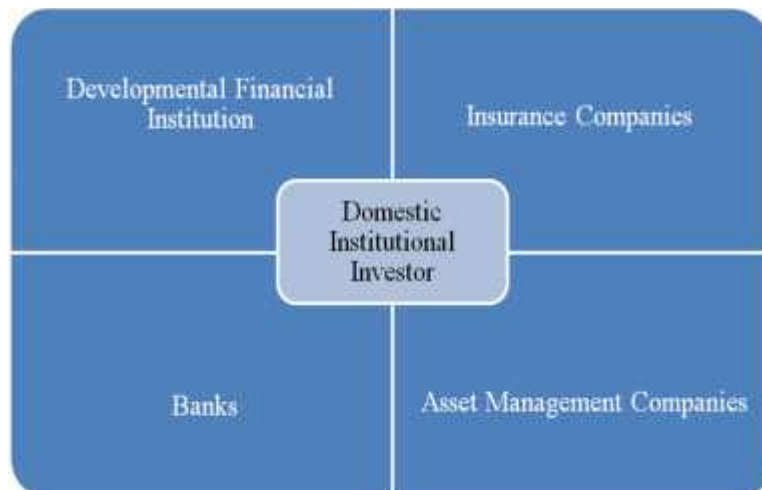 Developmental Financial
Institution
Insurance Companies
Domestic
Institutional
Investor
Banks
Asset Management Companies